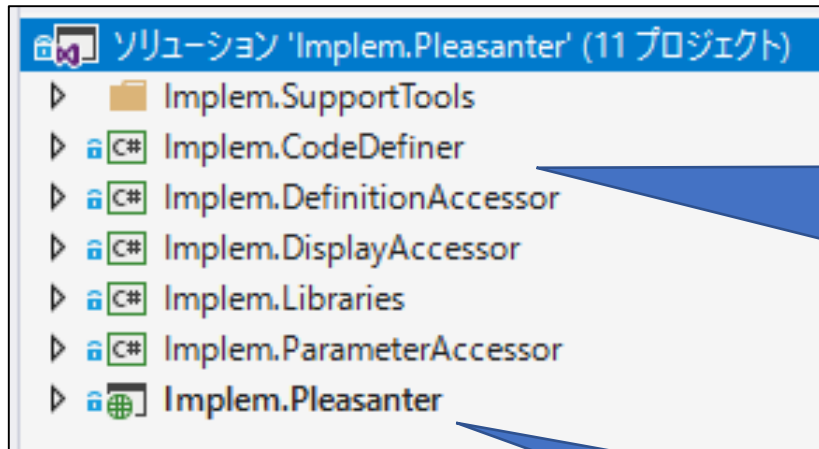 ソリューション 'Implem.Pleasanter' (11 プロジェクト)
Implem.SupportTools
C# Implem.CodeDefiner
C# Implem.DefinitionAccessor
C# Implem.DisplayAccessor
C# Implem.Libraries
C# Implem.ParameterAccessor
Implem.Pleasanter